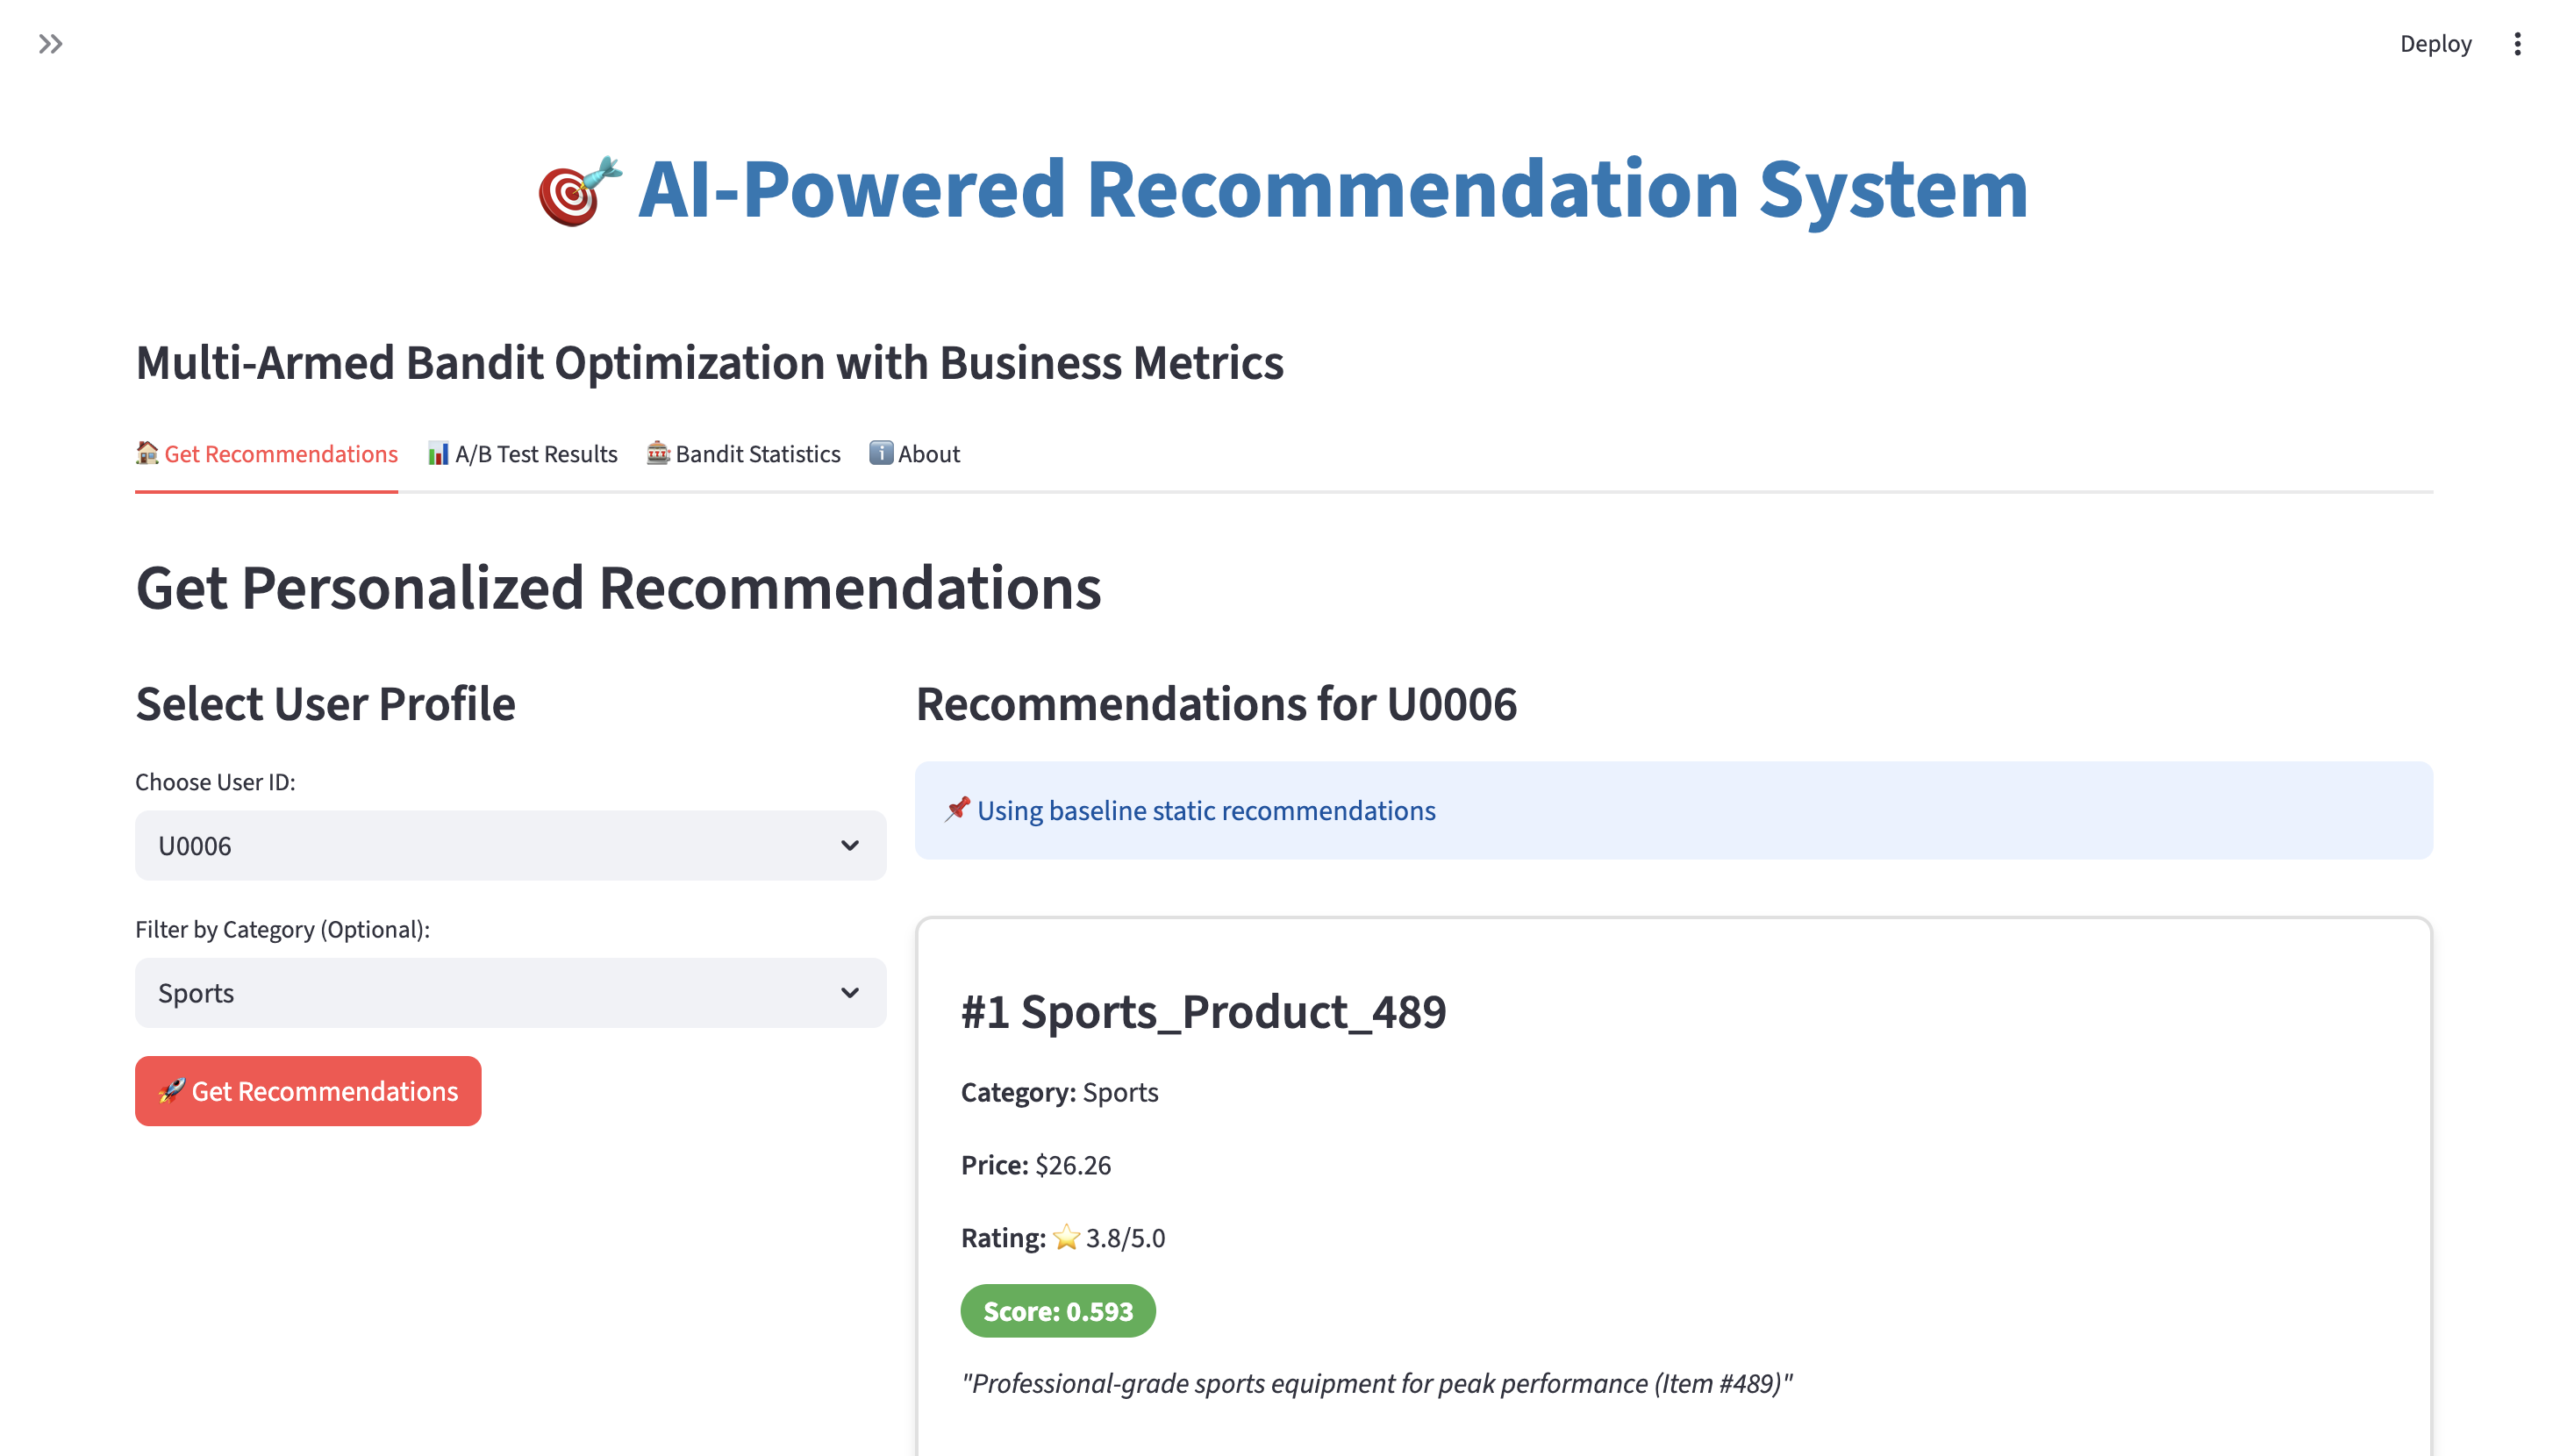 Deploy
AI-Powered Recommendation System
Multi-Armed Bandit Optimization with Business Metrics
Get Recommendations
A/B Test Results
Bandit Statistics
About
Get Personalized Recommendations
Select User Profile
Choose User ID:
U0006
Filter by Category (Optional):
Sports
Get Recommendations
Recommendations for U0006
Using baseline static recommendations
#1 Sports_Product_489
Category: Sports
Price: $26.26
Rating: ⭐ 3.8/5.0
Score: 0.593
"Professional-grade sports equipment for peak performance (Item #489)"